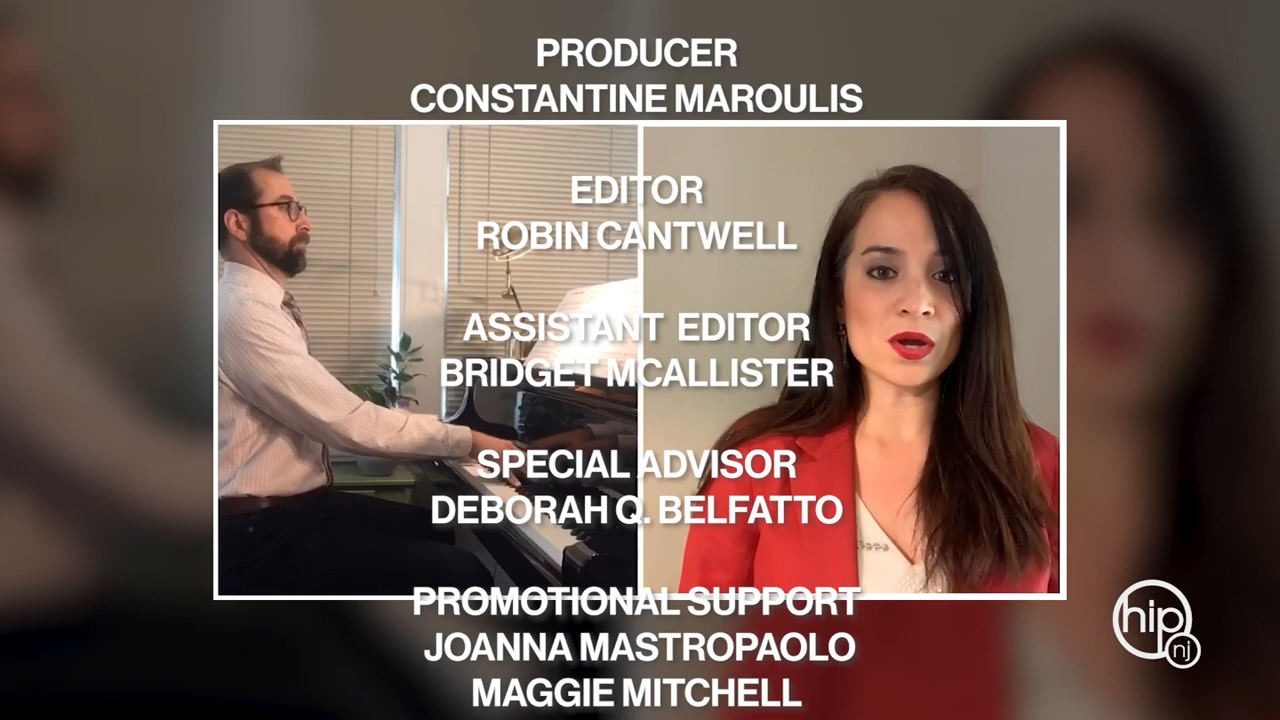 PRODUCER
CONSTANTINE MAROULIS
EDITOR
ROBIN CANTWELL
ASSISTANT EDITOR
BRIDGET MCALLISTER
SPECIAL ADVISOR
DEBORAH Q. BELFATTO
PROMOTIONAL SUPPORT
JOANNA MASTROPAOLO
MAGGIE MITCHELL
hip
nj